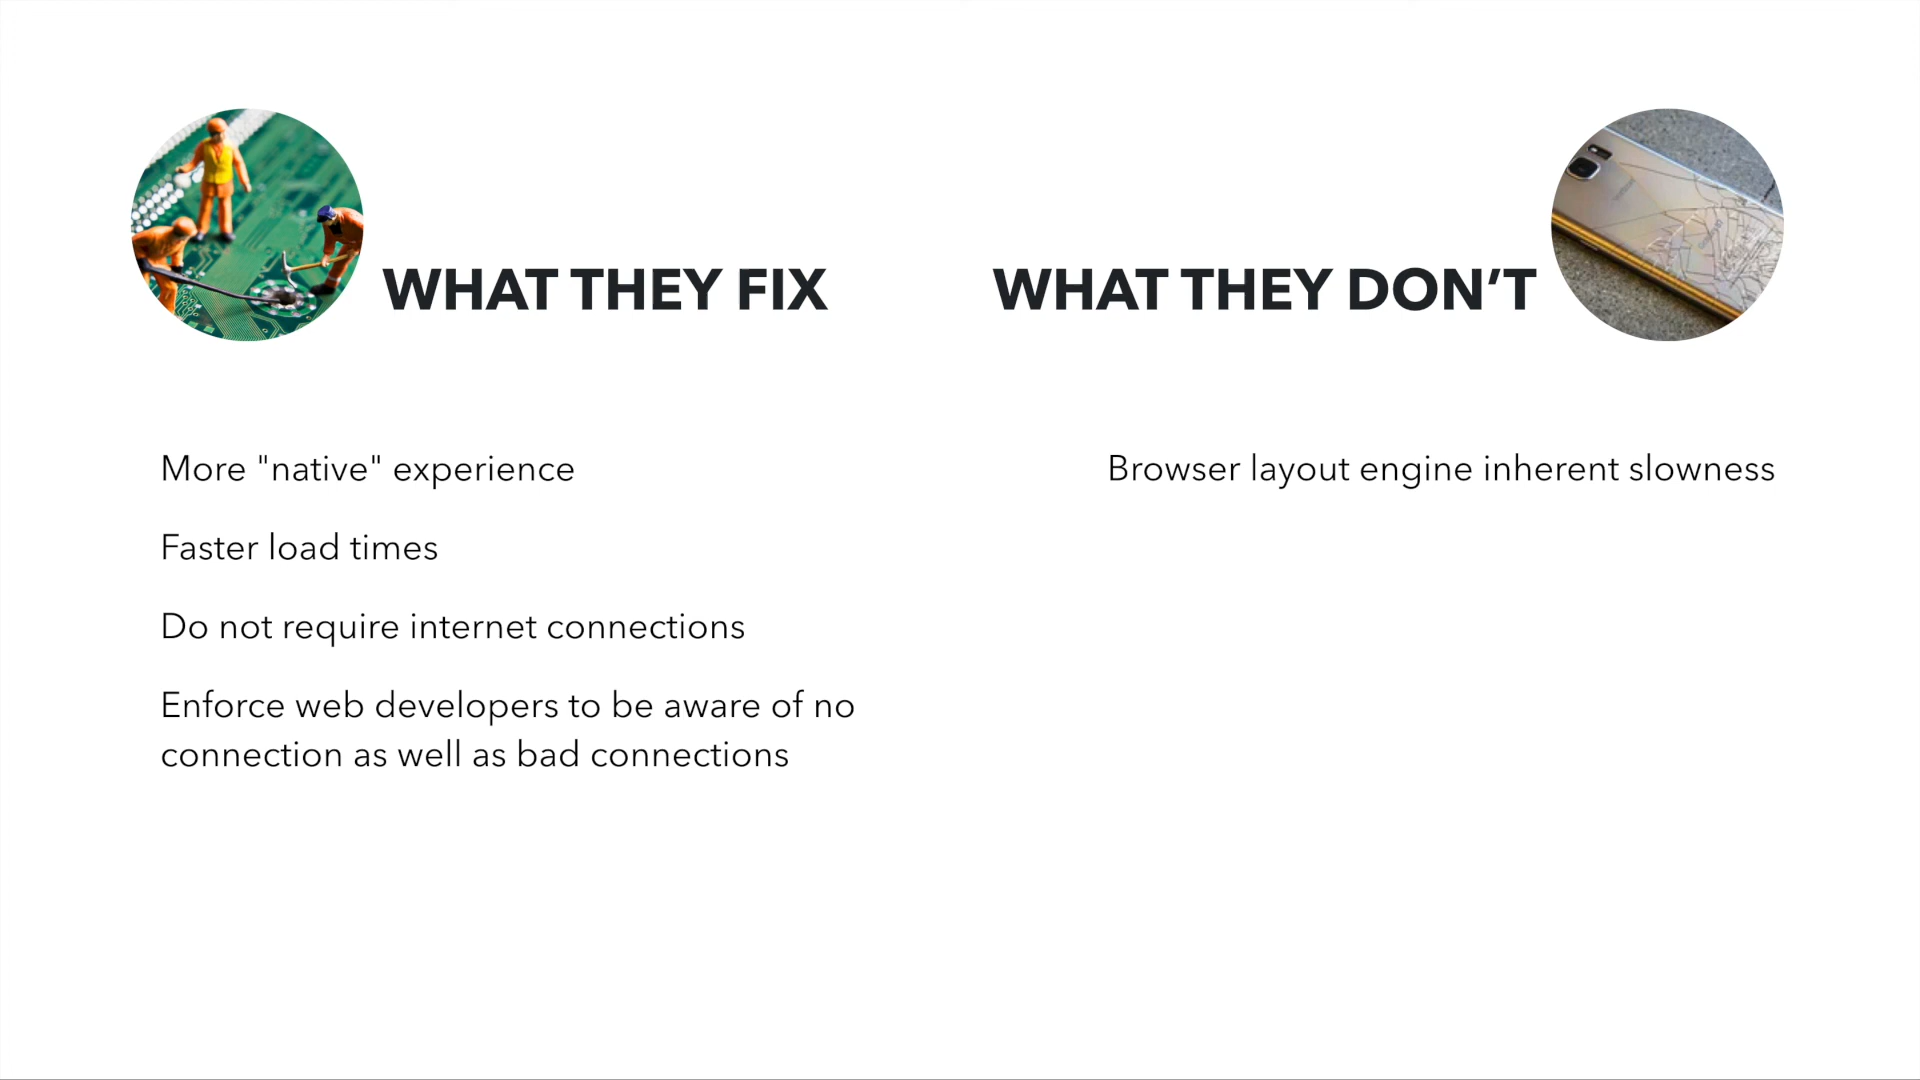 WHAT THEY FIX
More "native" experience
Faster load times
Do not require internet connections
Enforce web developers to be aware of no
connection as well as bad connections
WHAT THEY DON’T
Browser layout engine inherent slowness